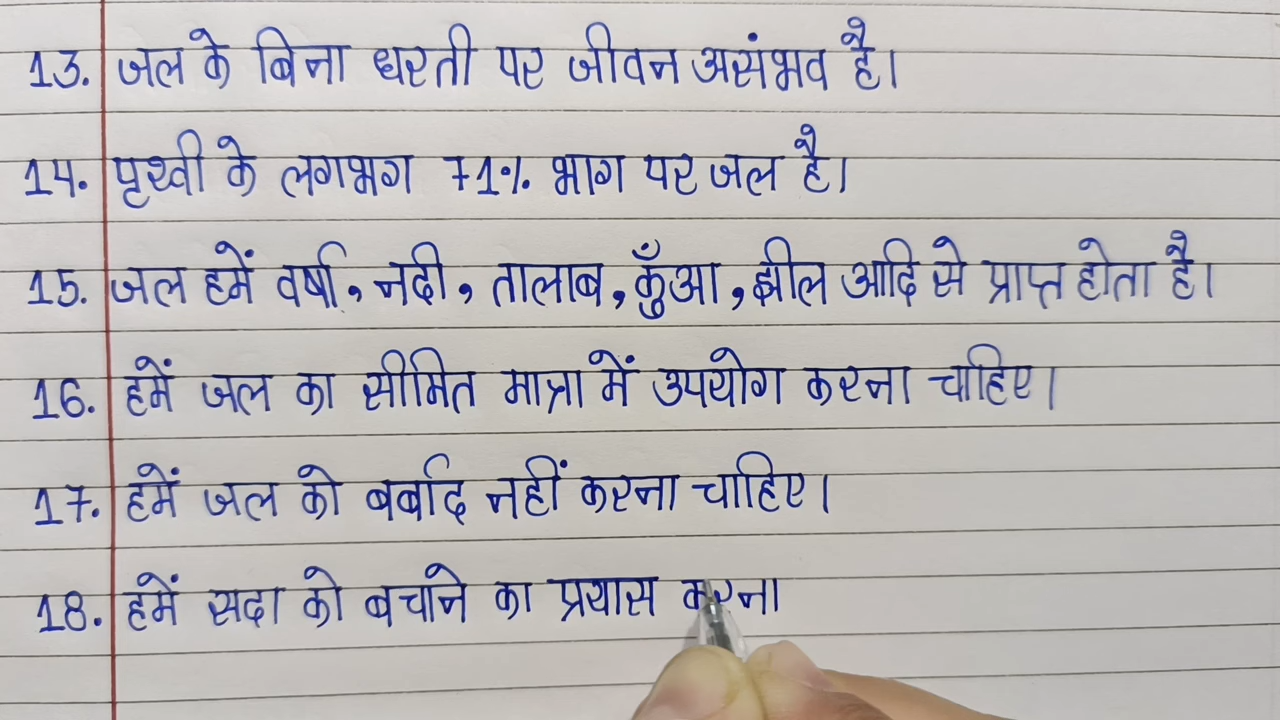 13. जल के बिना धरती पर जीवन असंभव है।
14. पृथ्वी के लगभग 71% भाग पर जल है।
15. जल हमें वर्षा, नदी, तालाब, कुँआ, झील आदि से प्राप्त होता है।
16. हमें जल का सीमित मात्रा में उपयोग करना चाहिए।
17. हमें जल को बर्बाद नहीं करना चाहिए।
18. हमें सदा को बचाने का प्रयास करना